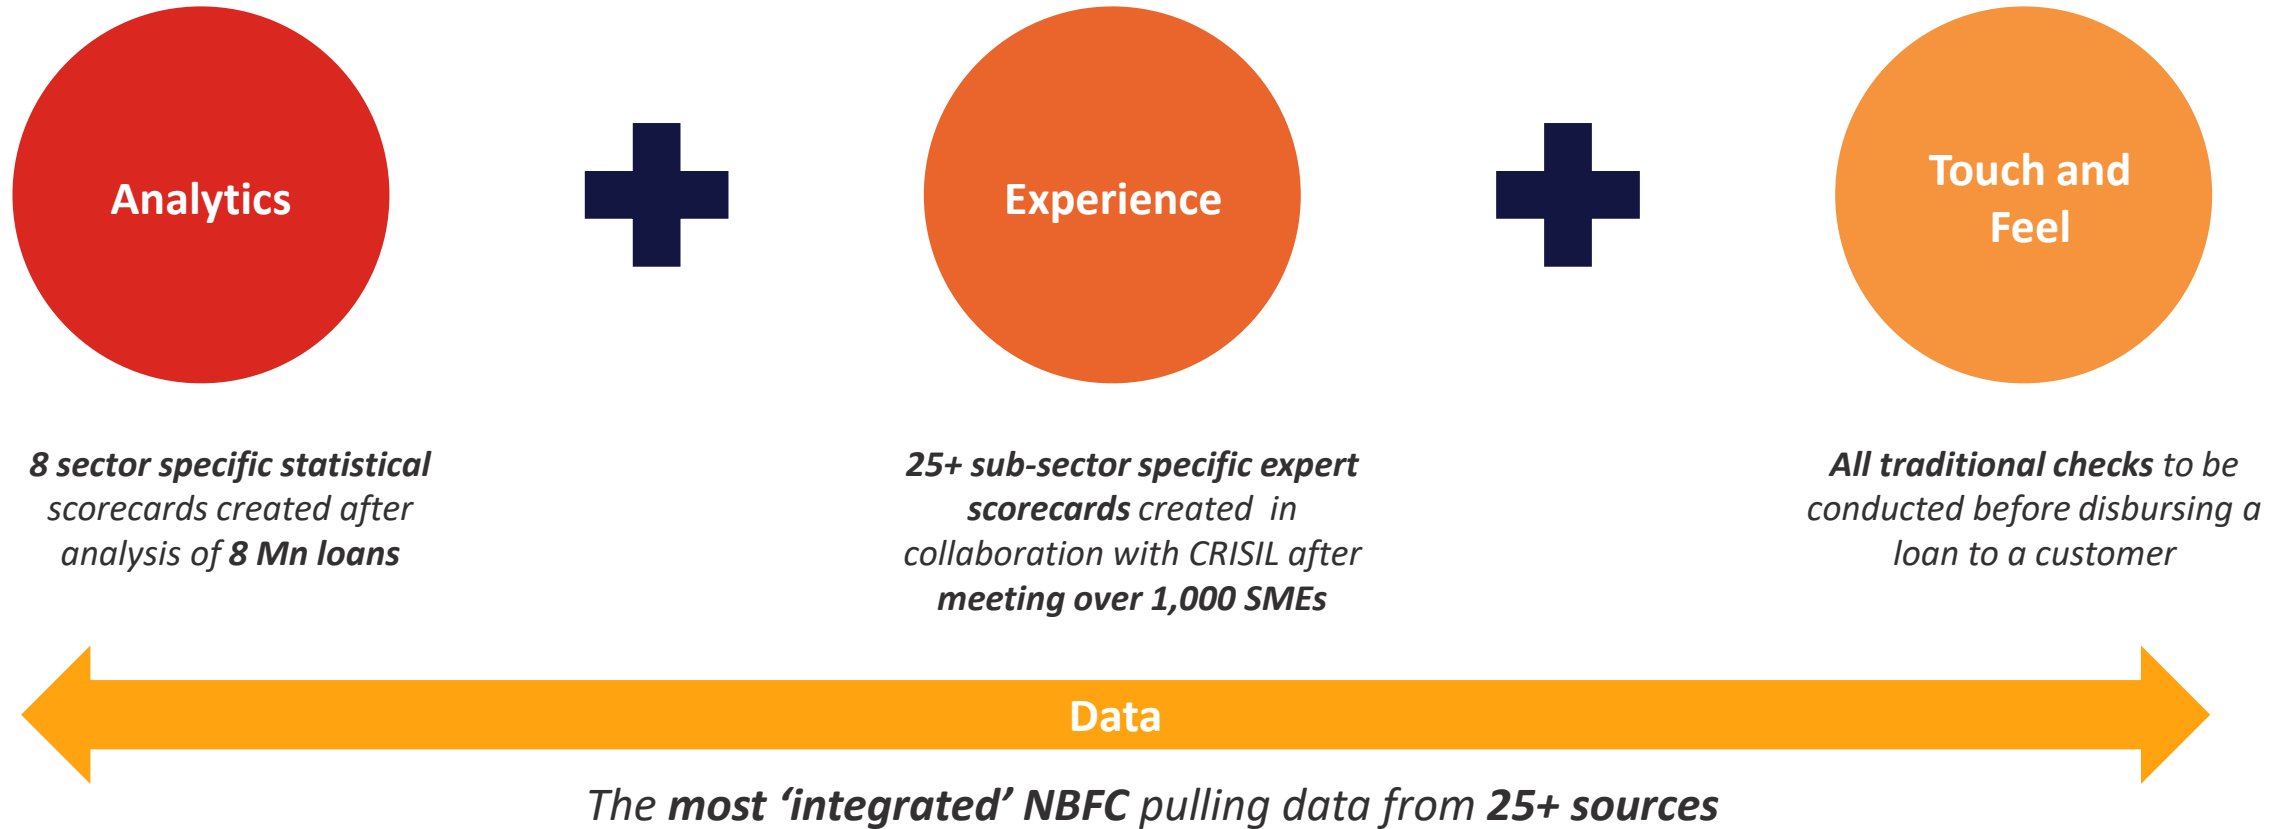 Analytics
Experience
Touch and
Feel
8 sector specific statistical
scorecards created after
analysis of 8 Mn loans
25+ sub-sector specific expert
scorecards created in
collaboration with CRISIL after
meeting over 1,000 SMEs
All traditional checks to be
conducted before disbursing a
loan to a customer
Data
The most ‘integrated’ NBFC pulling data from 25+ sources